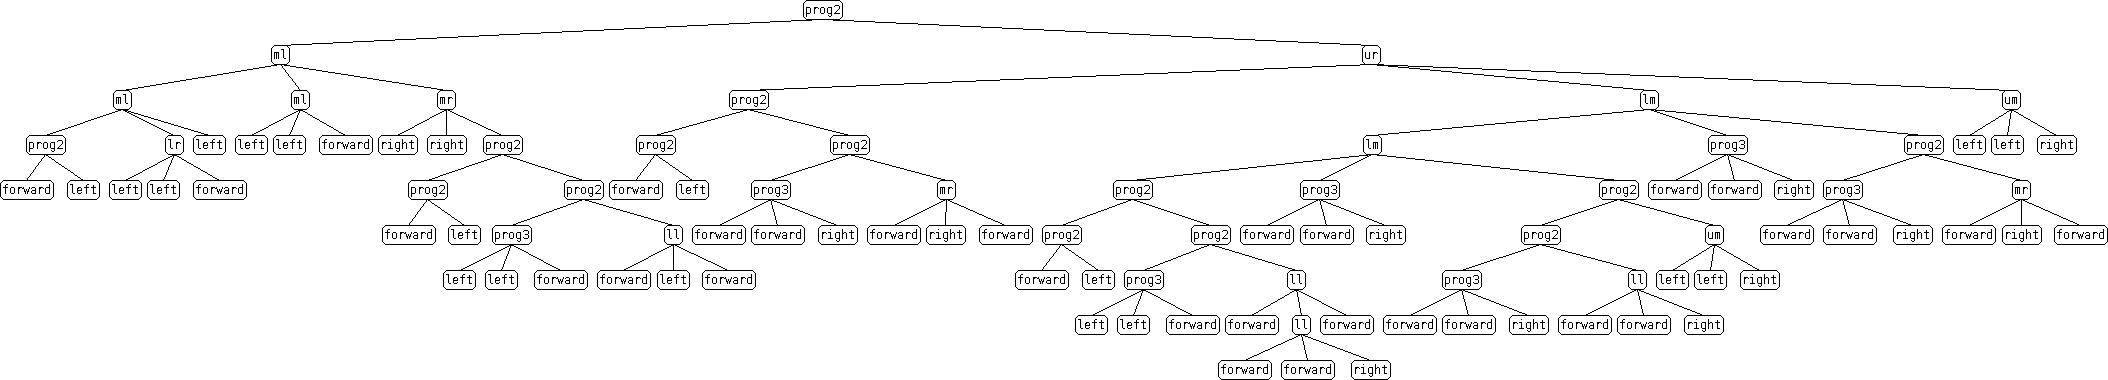 prog2
ml ur
ml ml mr prog2 lm um
prog2 lr left left left forward right right prog2 prog2 prog2 lm prog3 prog2 left left right
forward left left left forward prog2 prog2 forward left prog3 mr prog2 prog3 prog2 forward forward right prog3 mr
forward left prog3 ll forward forward right forward right forward prog2 prog2 forward forward right prog2 um forward forward right forward right forward
left left forward forward left forward forward left prog3 ll prog3 ll left left right
left left forward forward ll forward forward forward right forward forward right
forward forward right